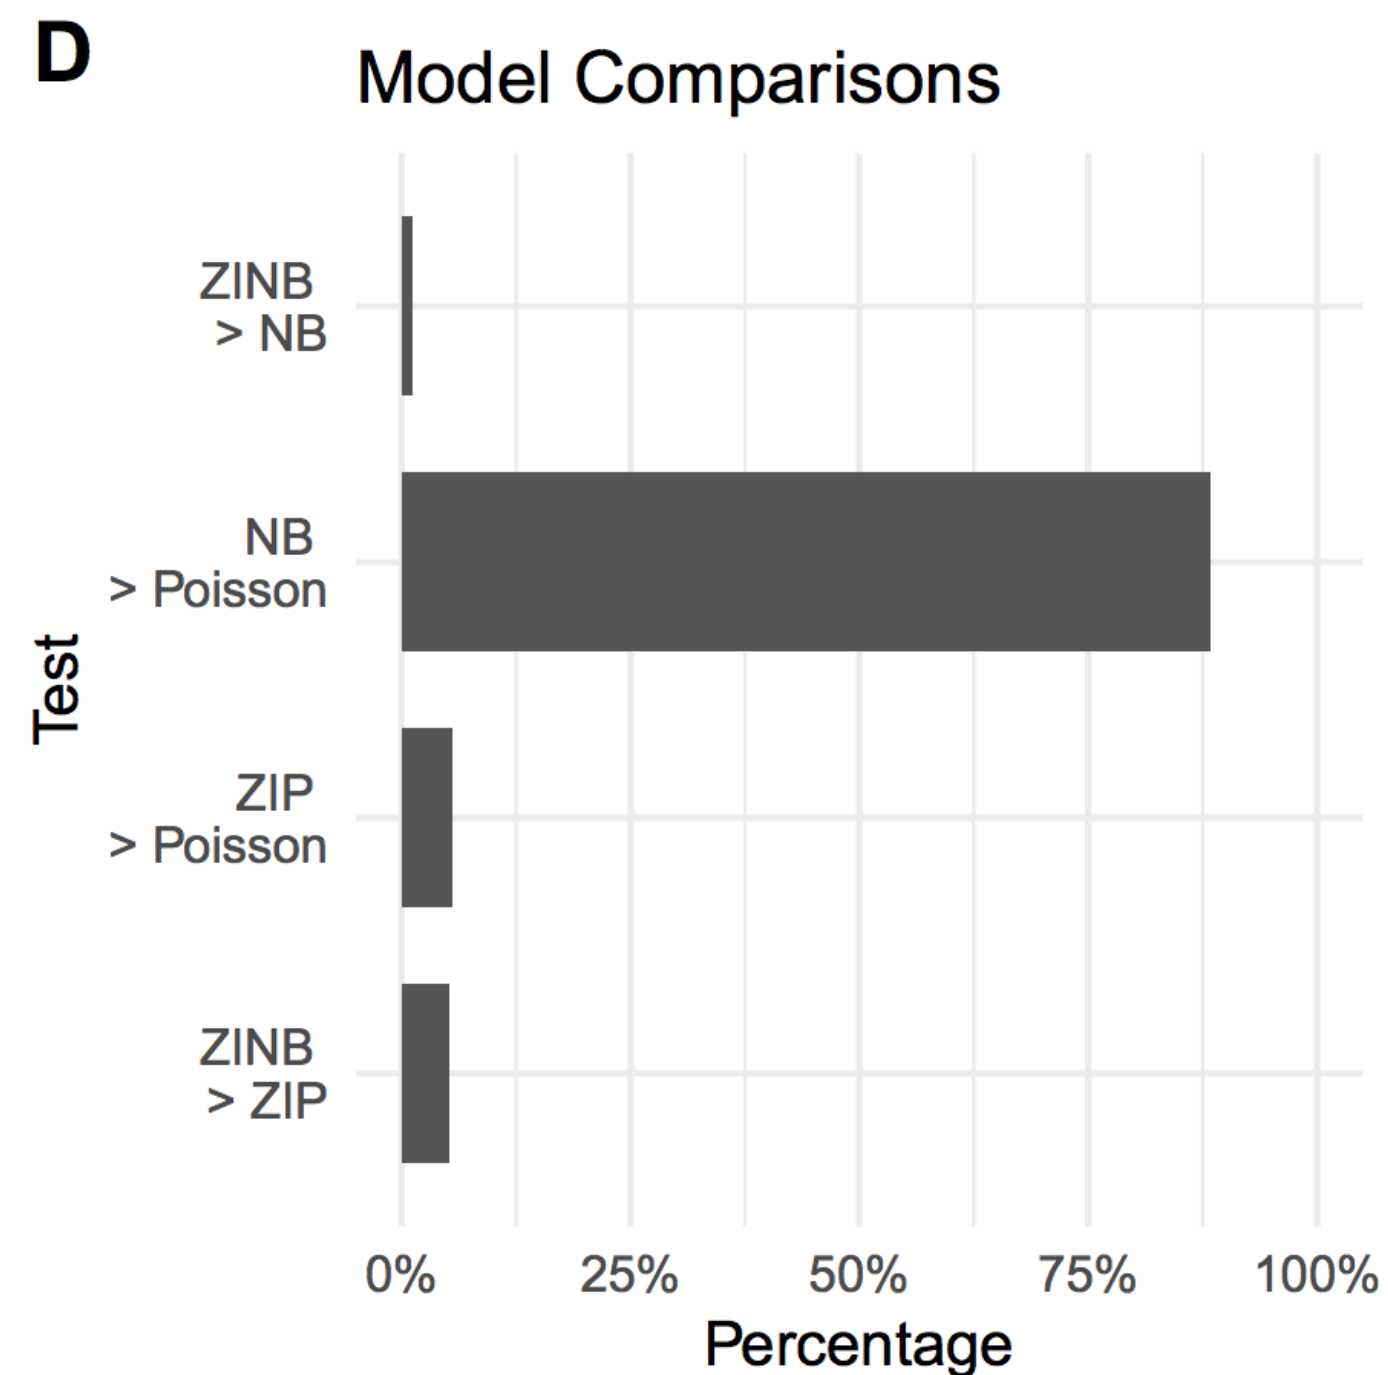 D
Model Comparisons
ZINB
> NB
NB
> Poisson
ZIP
> Poisson
ZINB
> ZIP
Test
0% 25% 50% 75% 100%
Percentage